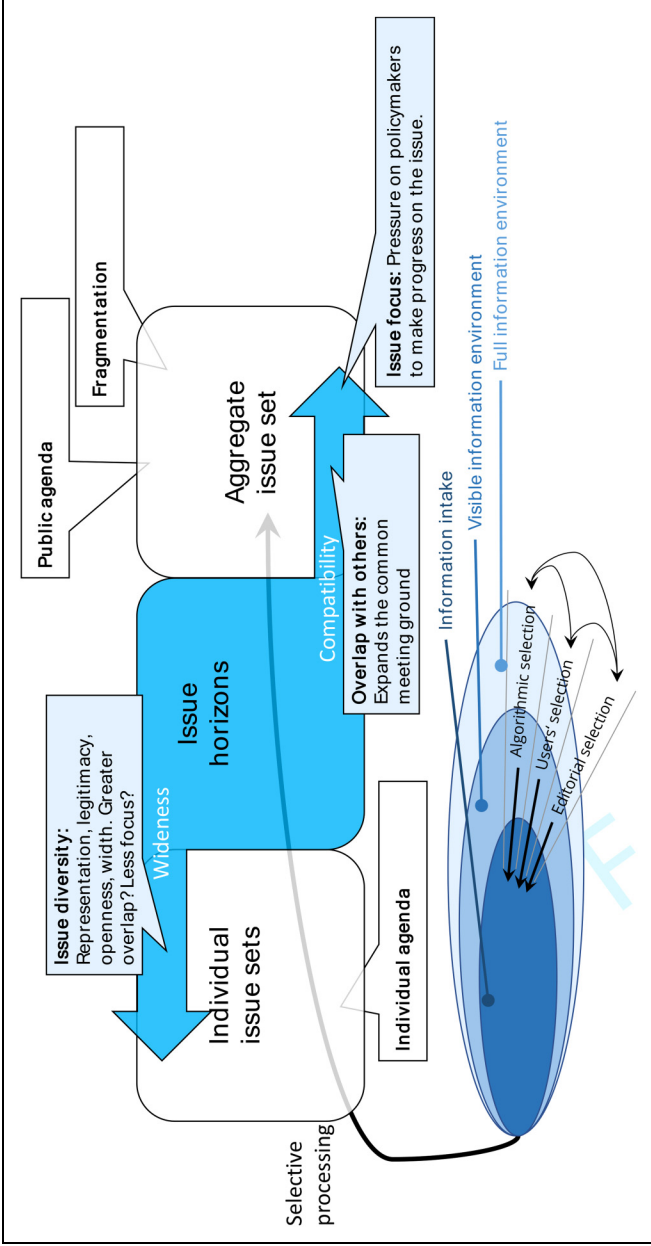 Public agenda
Fragmentation
Issue diversity:
Representation, legitimacy,
openness, width. Greater
overlap? Less focus?
Wideness
Individual
issue sets
Issue
horizons
Aggregate
issue set
Compatibility
Selective
processing
Individual agenda
Overlap with others:
Expands the common
meeting ground
Issue focus: Pressure on policymakers
to make progress on the issue.
Information intake
Visible information environment
Full information environment
Algorithmic selection
Users’ selection
Editorial selection